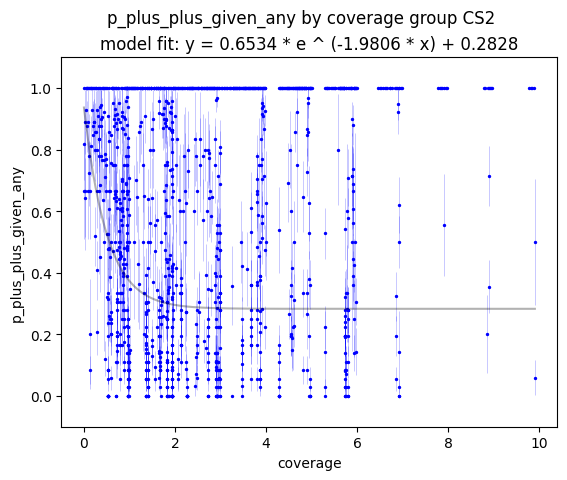 p_plus_plus_given_any by coverage group CS2
model fit: y = 0.6534 * e ^ (-1.9806 * x) + 0.2828
p_plus_plus_given_any
1.0
0.8
0.6
0.4
0.2
0.0
0 2 4 6 8 10
coverage